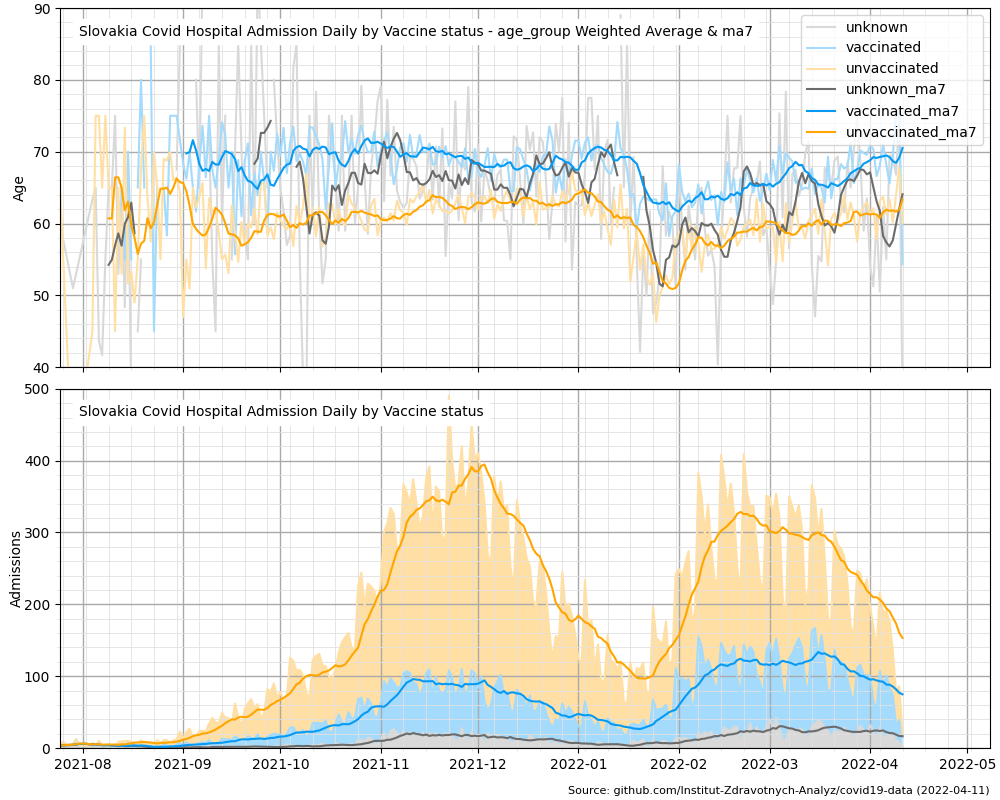 Slovakia Covid Hospital Admission Daily by Vaccine status - age_group Weighted Average & ma7
unknown
vaccinated
unvaccinated
unknown_ma7
vaccinated_ma7
unvaccinated_ma7
90
80
70
60
50
40
Age
Slovakia Covid Hospital Admission Daily by Vaccine status
500
400
300
200
100
0
Admissions
2021-08 2021-09 2021-10 2021-11 2021-12 2022-01 2022-02 2022-03 2022-04 2022-05
Source: github.com/Institut-Zdravotnych-Analyz/covid19-data (2022-04-11)